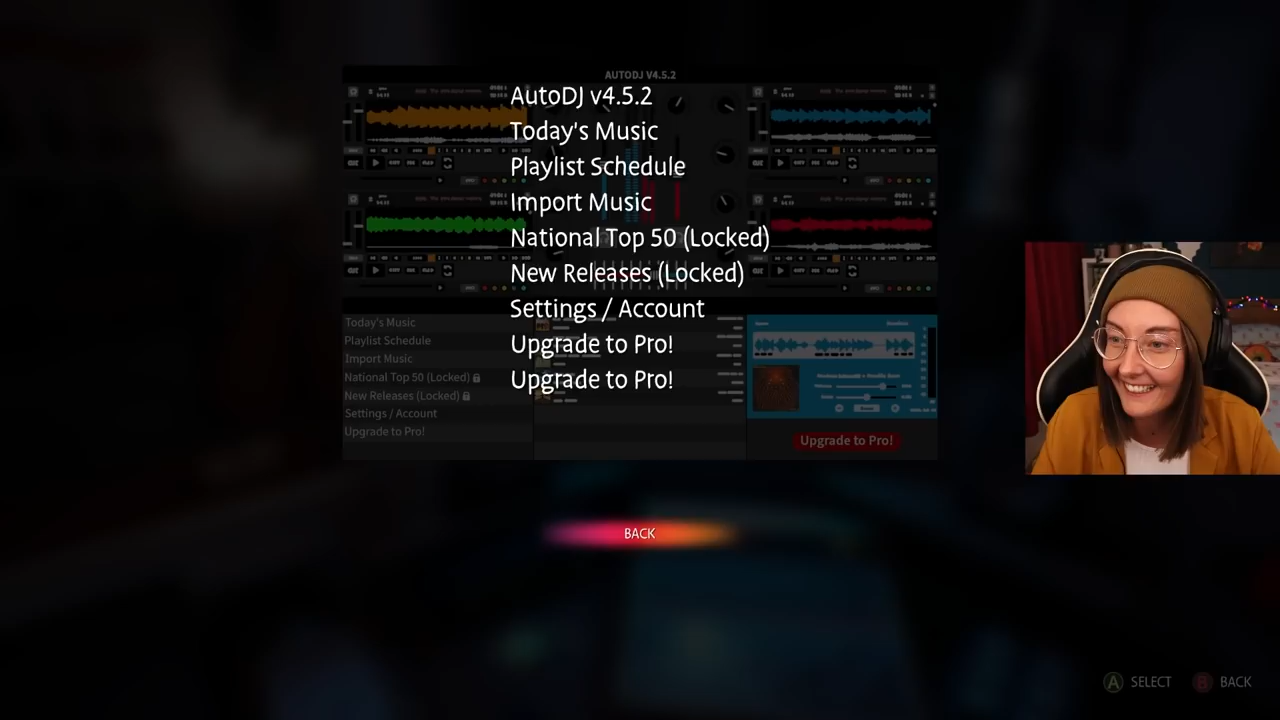 AUTODJ V4.5.2
AutoDJ v4.5.2
Today's Music
Playlist Schedule
Import Music
National Top 50 (Locked)
New Releases (Locked)
Settings / Account
Upgrade to Pro!
Upgrade to Pro!
Today's Music
Playlist Schedule
Import Music
National Top 50 (Locked)
New Releases (Locked)
Settings / Account
Upgrade to Pro!
Upgrade to Pro!
BACK
A SELECT B BACK